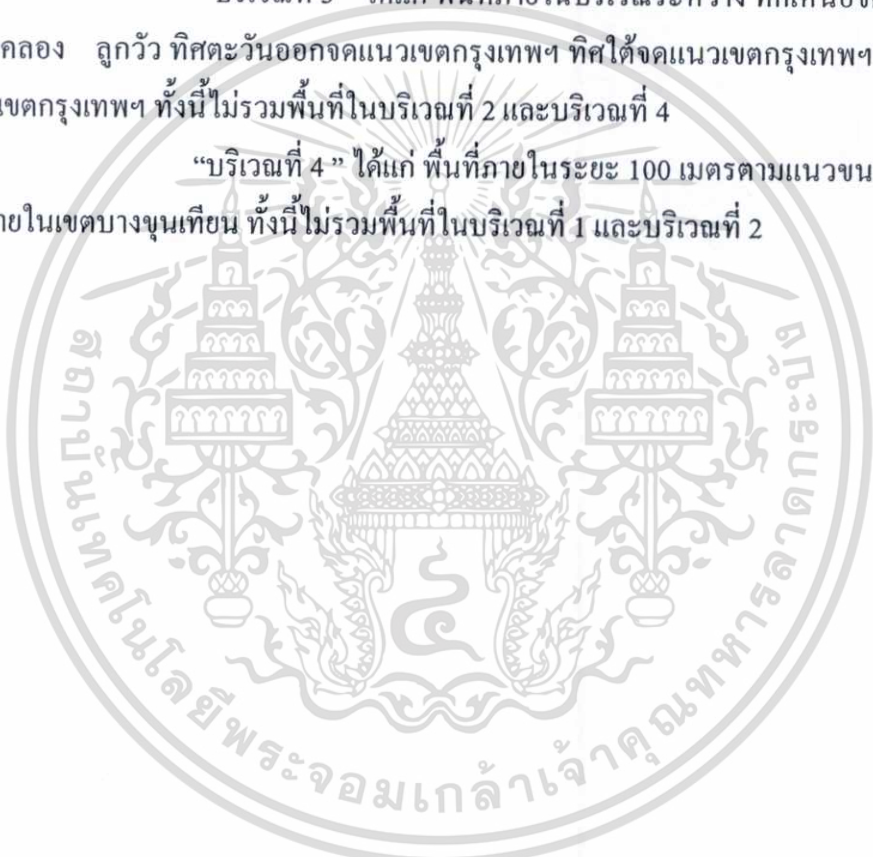 คลอง ลูกวัว ทิศตะวันออกจดแนวเขตกรุงเทพฯ ทิศใต้จดแนวเขตกรุงเทพฯ
เขตกรุงเทพฯ ทั้งนี้ไม่รวมพื้นที่ในบริเวณที่ 2 และบริเวณที่ 4
“บริเวณที่ 4 ” ได้แก่ พื้นที่ภายในระยะ 100 เมตรตามแนวขน
ายในเขตบางขุนเทียน ทั้งนี้ไม่รวมพื้นที่ในบริเวณที่ 1 และบริเวณที่ 2
สถาบันเทคโนโลยีพระจอมเกล้าเจ้าคุณทหารลาดกระบัง